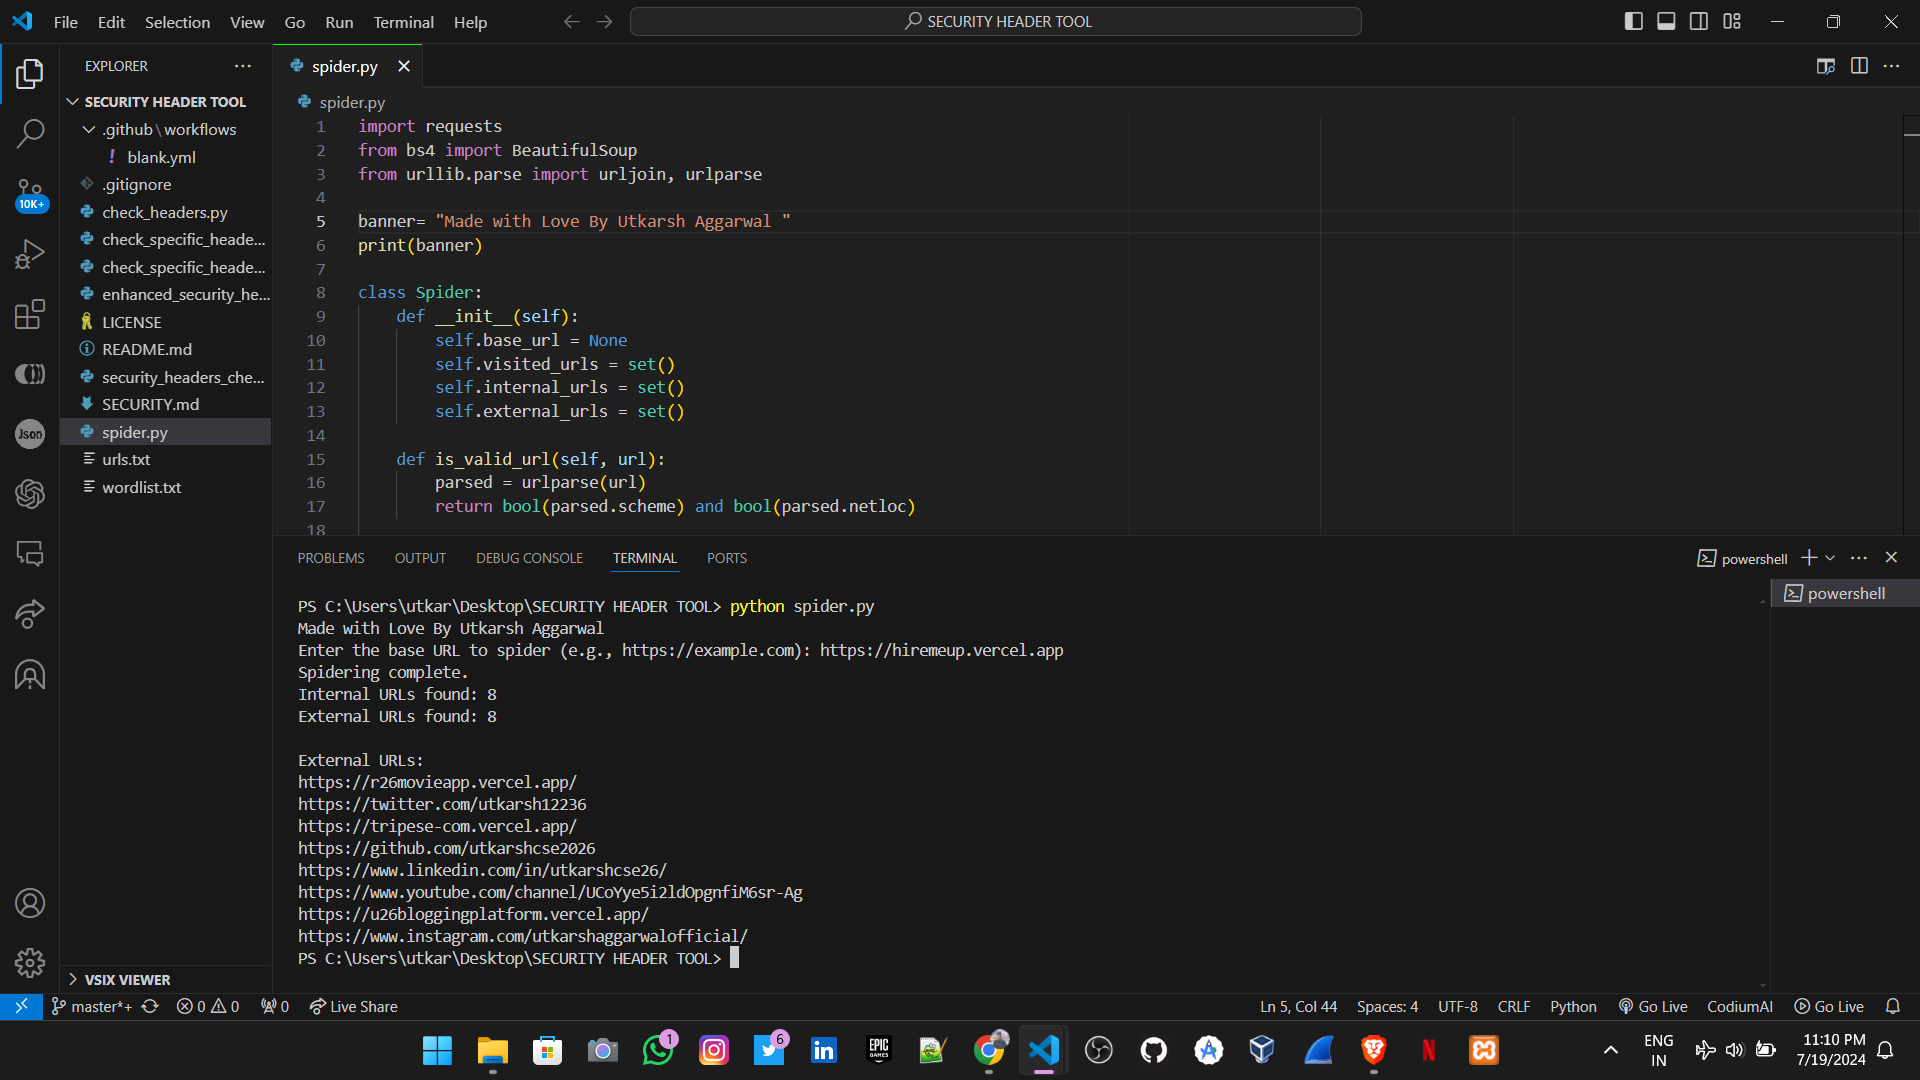 File Edit Selection View Go Run Terminal Help
SECURITY HEADER TOOL
EXPLORER
SECURITY HEADER TOOL
.github\workflows
! blank.yml
.gitignore
check_headers.py
check_specific_heade...
check_specific_heade...
enhanced_security_he...
LICENSE
README.md
security_headers_che...
SECURITY.md
spider.py
urls.txt
wordlist.txt
VSIX VIEWER
10K+
Json
spider.py
spider.py
1 import requests
2 from bs4 import BeautifulSoup
3 from urllib.parse import urljoin, urlparse
4
5 banner= "Made with Love By Utkarsh Aggarwal "
6 print(banner)
7
8 class Spider:
9 def __init__(self):
10 self.base_url = None
11 self.visited_urls = set()
12 self.internal_urls = set()
13 self.external_urls = set()
14
15 def is_valid_url(self, url):
16 parsed = urlparse(url)
17 return bool(parsed.scheme) and bool(parsed.netloc)
18
PROBLEMS OUTPUT DEBUG CONSOLE TERMINAL PORTS
powershell
powershell
PS C:\Users\utkar\Desktop\SECURITY HEADER TOOL> python spider.py
Made with Love By Utkarsh Aggarwal
Enter the base URL to spider (e.g., https://example.com): https://hiremeup.vercel.app
Spidering complete.
Internal URLs found: 8
External URLs found: 8
External URLs:
https://r26movieapp.vercel.app/
https://twitter.com/utkarsh12236
https://tripese-com.vercel.app/
https://github.com/utkarshcse2026
https://www.linkedin.com/in/utkarshcse26/
https://www.youtube.com/channel/UCoYye5i2ldOpgnfiM6sr-Ag
https://u26bloggingplatform.vercel.app/
https://www.instagram.com/utkarshaggarwalofficial/
PS C:\Users\utkar\Desktop\SECURITY HEADER TOOL>
master*+ 0 0 0 Live Share
Ln 5, Col 44 Spaces: 4 UTF-8 CRLF Python Go Live CodiumAI Go Live
1
6
in
EPIC
GAMES
N
ENG
IN
11:10 PM
7/19/2024